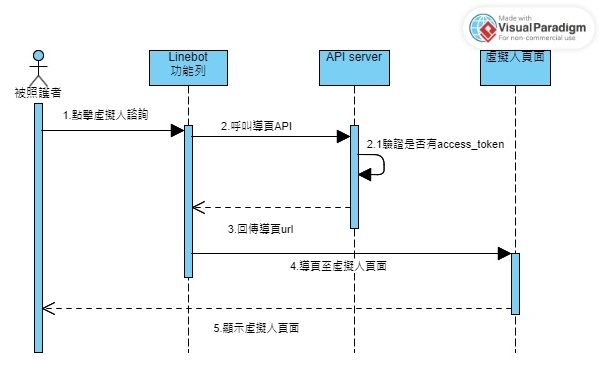 Made with
VisualParadigm
For non-commercial use
Linebot
功能列
API server
虛擬人頁面
被照護者
1.點擊虛擬人諮詢
2.呼叫導頁API
2.1驗證是否有access_token
3.回傳導頁url
4.導頁至虛擬人頁面
5.顯示虛擬人頁面